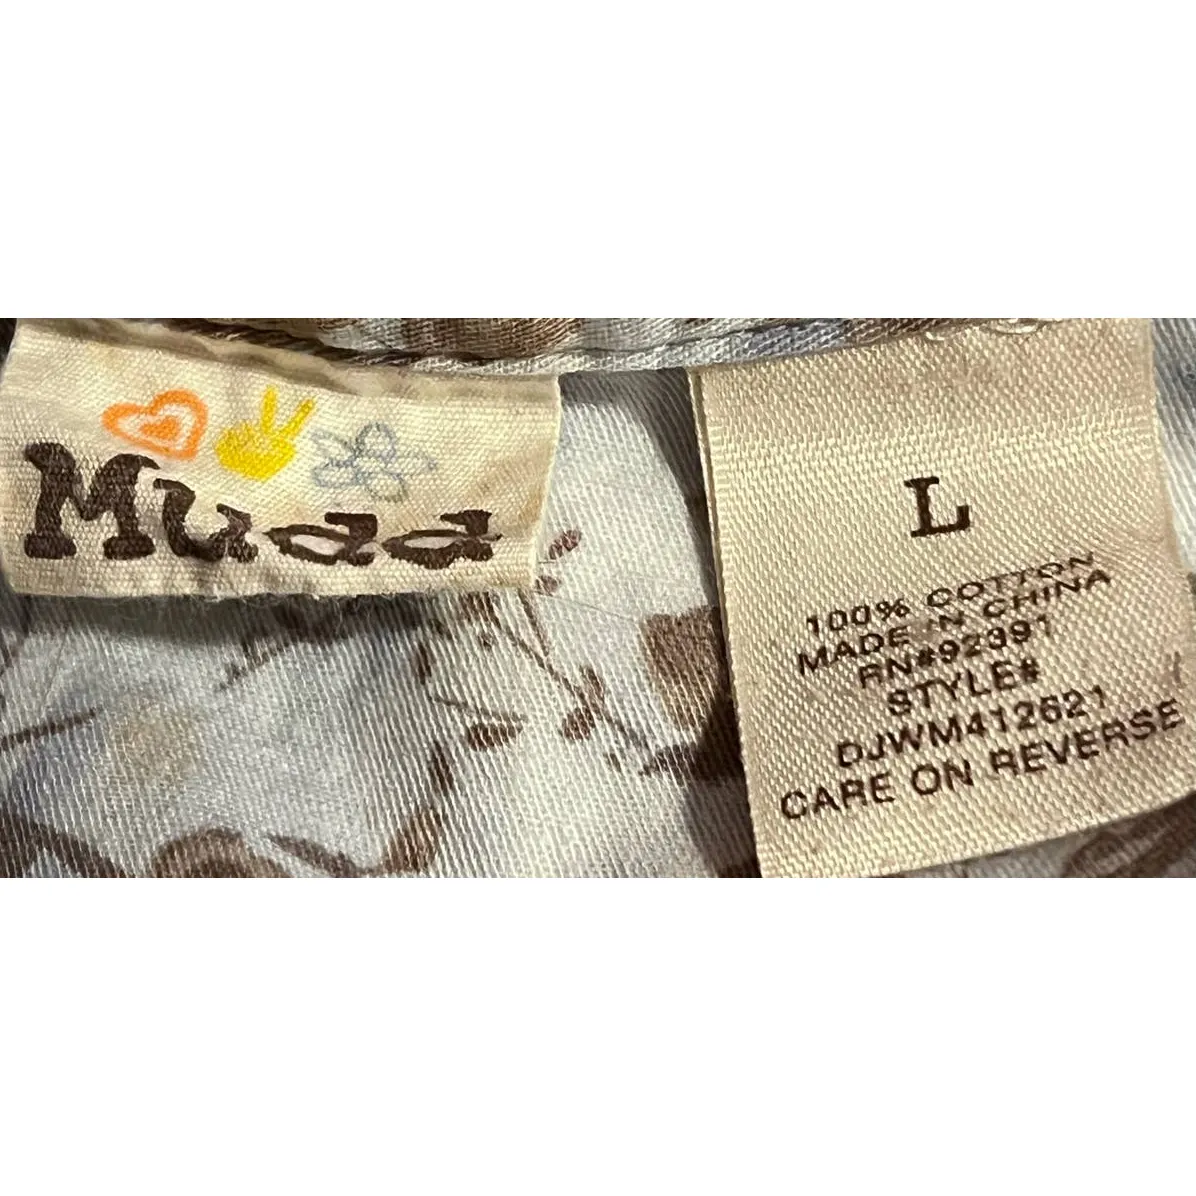 Mudd
L
100% COTTON
MADE IN CHINA
RN#92391
STYLE#
DJWM412621
CARE ON REVERSE